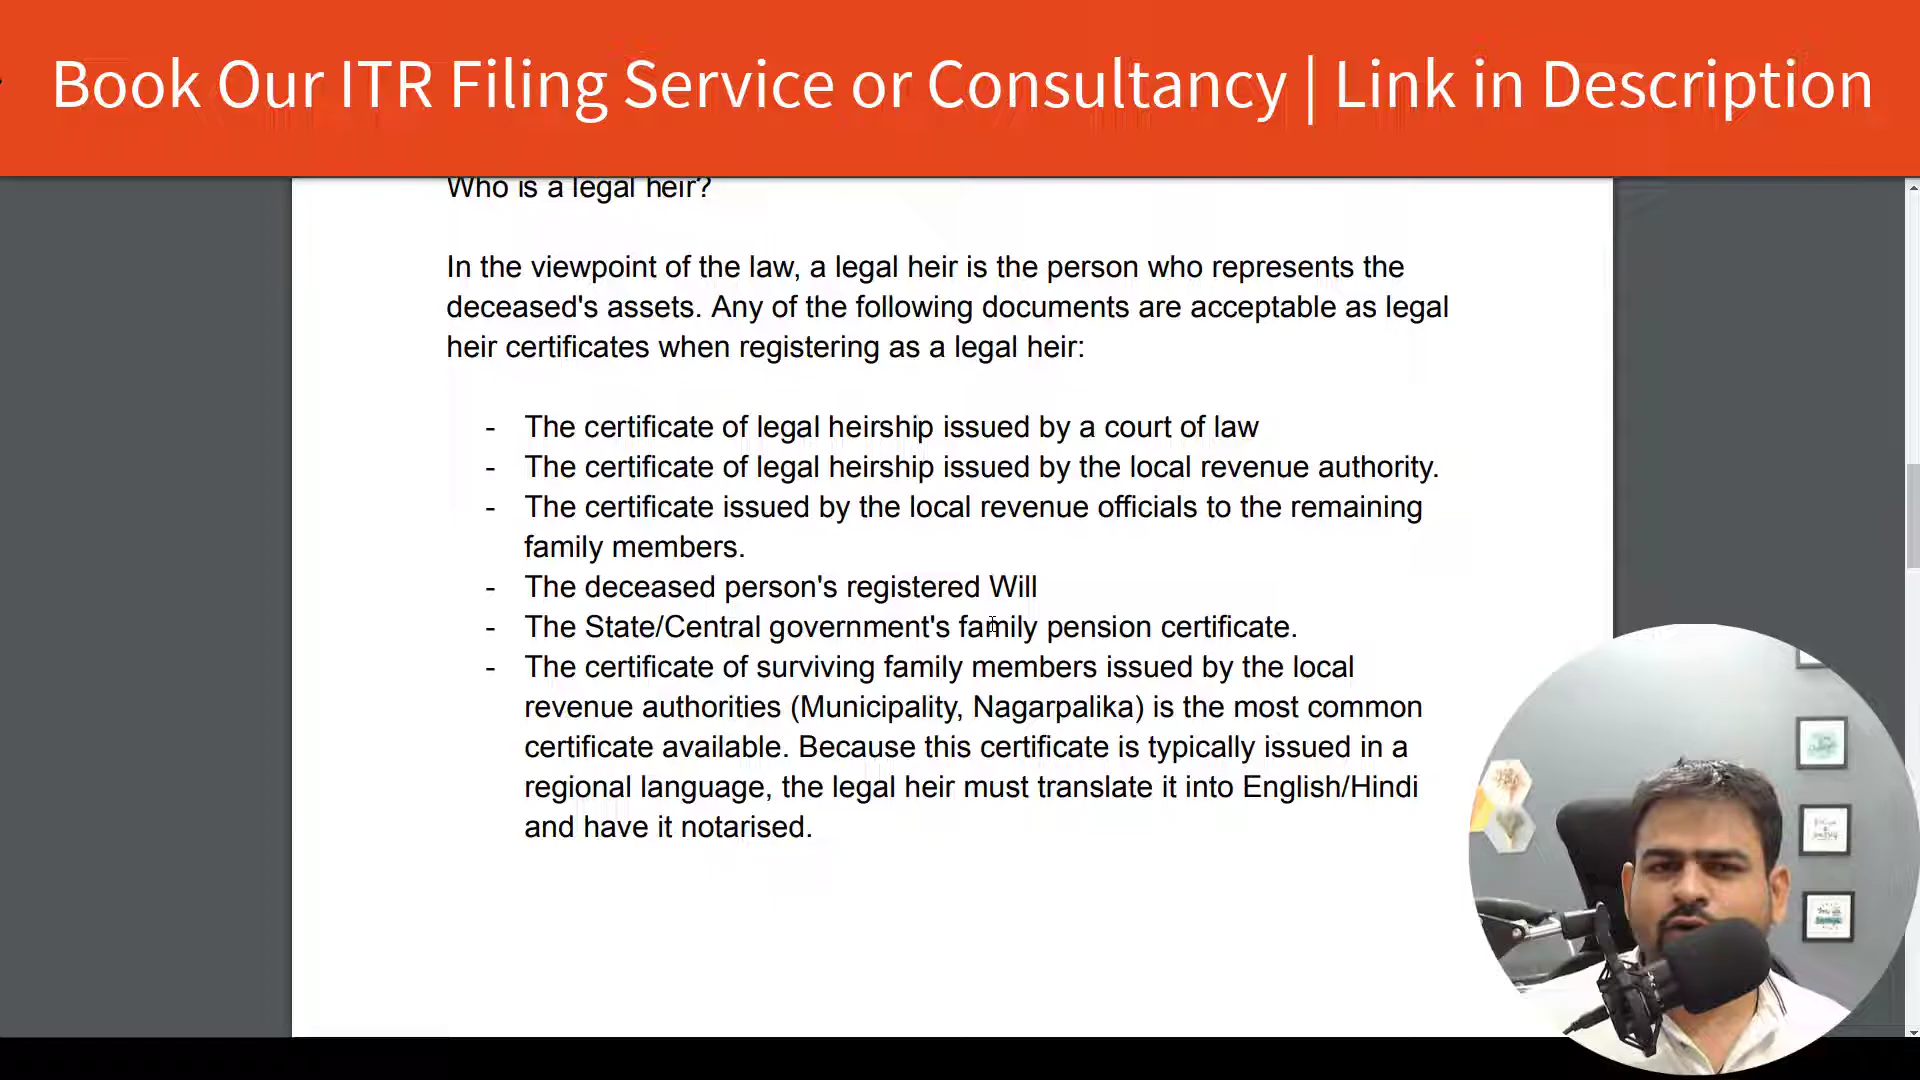 Book Our ITR Filing Service or Consultancy | Link in Description
Who is a legal heir?
In the viewpoint of the law, a legal heir is the person who represents the
deceased's assets. Any of the following documents are acceptable as legal
heir certificates when registering as a legal heir:
- The certificate of legal heirship issued by a court of law
- The certificate of legal heirship issued by the local revenue authority.
- The certificate issued by the local revenue officials to the remaining
family members.
- The deceased person's registered Will
- The State/Central government's family pension certificate.
- The certificate of surviving family members issued by the local
revenue authorities (Municipality, Nagarpalika) is the most common
certificate available. Because this certificate is typically issued in a
regional language, the legal heir must translate it into English/Hindi
and have it notarised.